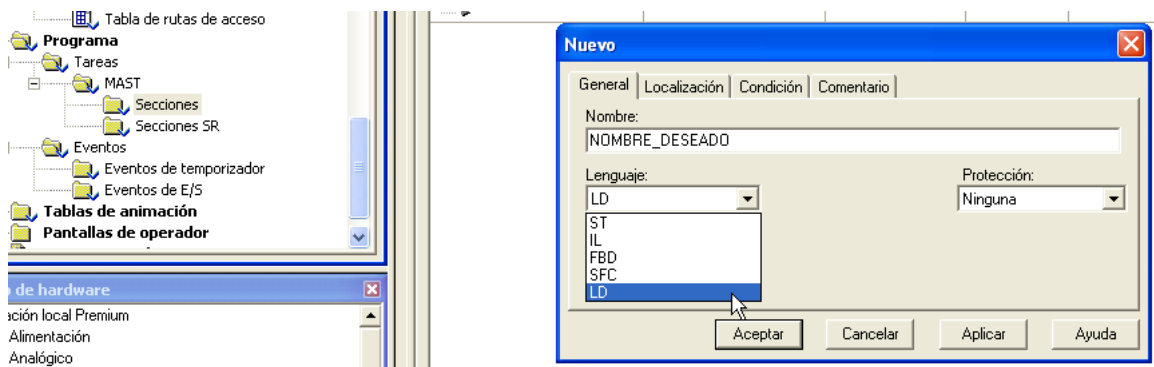 Tabla de rutas de acceso
Programa
Tareas
MAST
Secciones
Secciones SR
Eventos
Eventos de temporizador
Eventos de E/S
Tablas de animación
Pantallas de operador
de hardware
ación local Premium
Alimentación
Analógico
Nuevo
General Localización Condición Comentario
Nombre:
NOMBRE_DESEADO
Lenguaje: Protección:
LD Ninguna
ST
IL
FBD
SFC
LD
Aceptar Cancelar Aplicar Ayuda